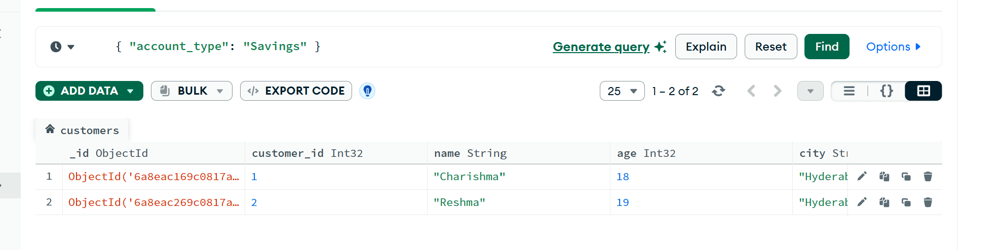 { "account_type": "Savings" } Generate query Explain Reset Find Options
ADD DATA BULK EXPORT CODE 25 1 – 2 of 2 {}
customers
_id ObjectId customer_id Int32 name String age Int32 city Str
1 ObjectId('6a8eac169c0817a… 1 "Charishma" 18 "Hyderab
2 ObjectId('6a8eac269c0817a… 2 "Reshma" 19 "Hyderab